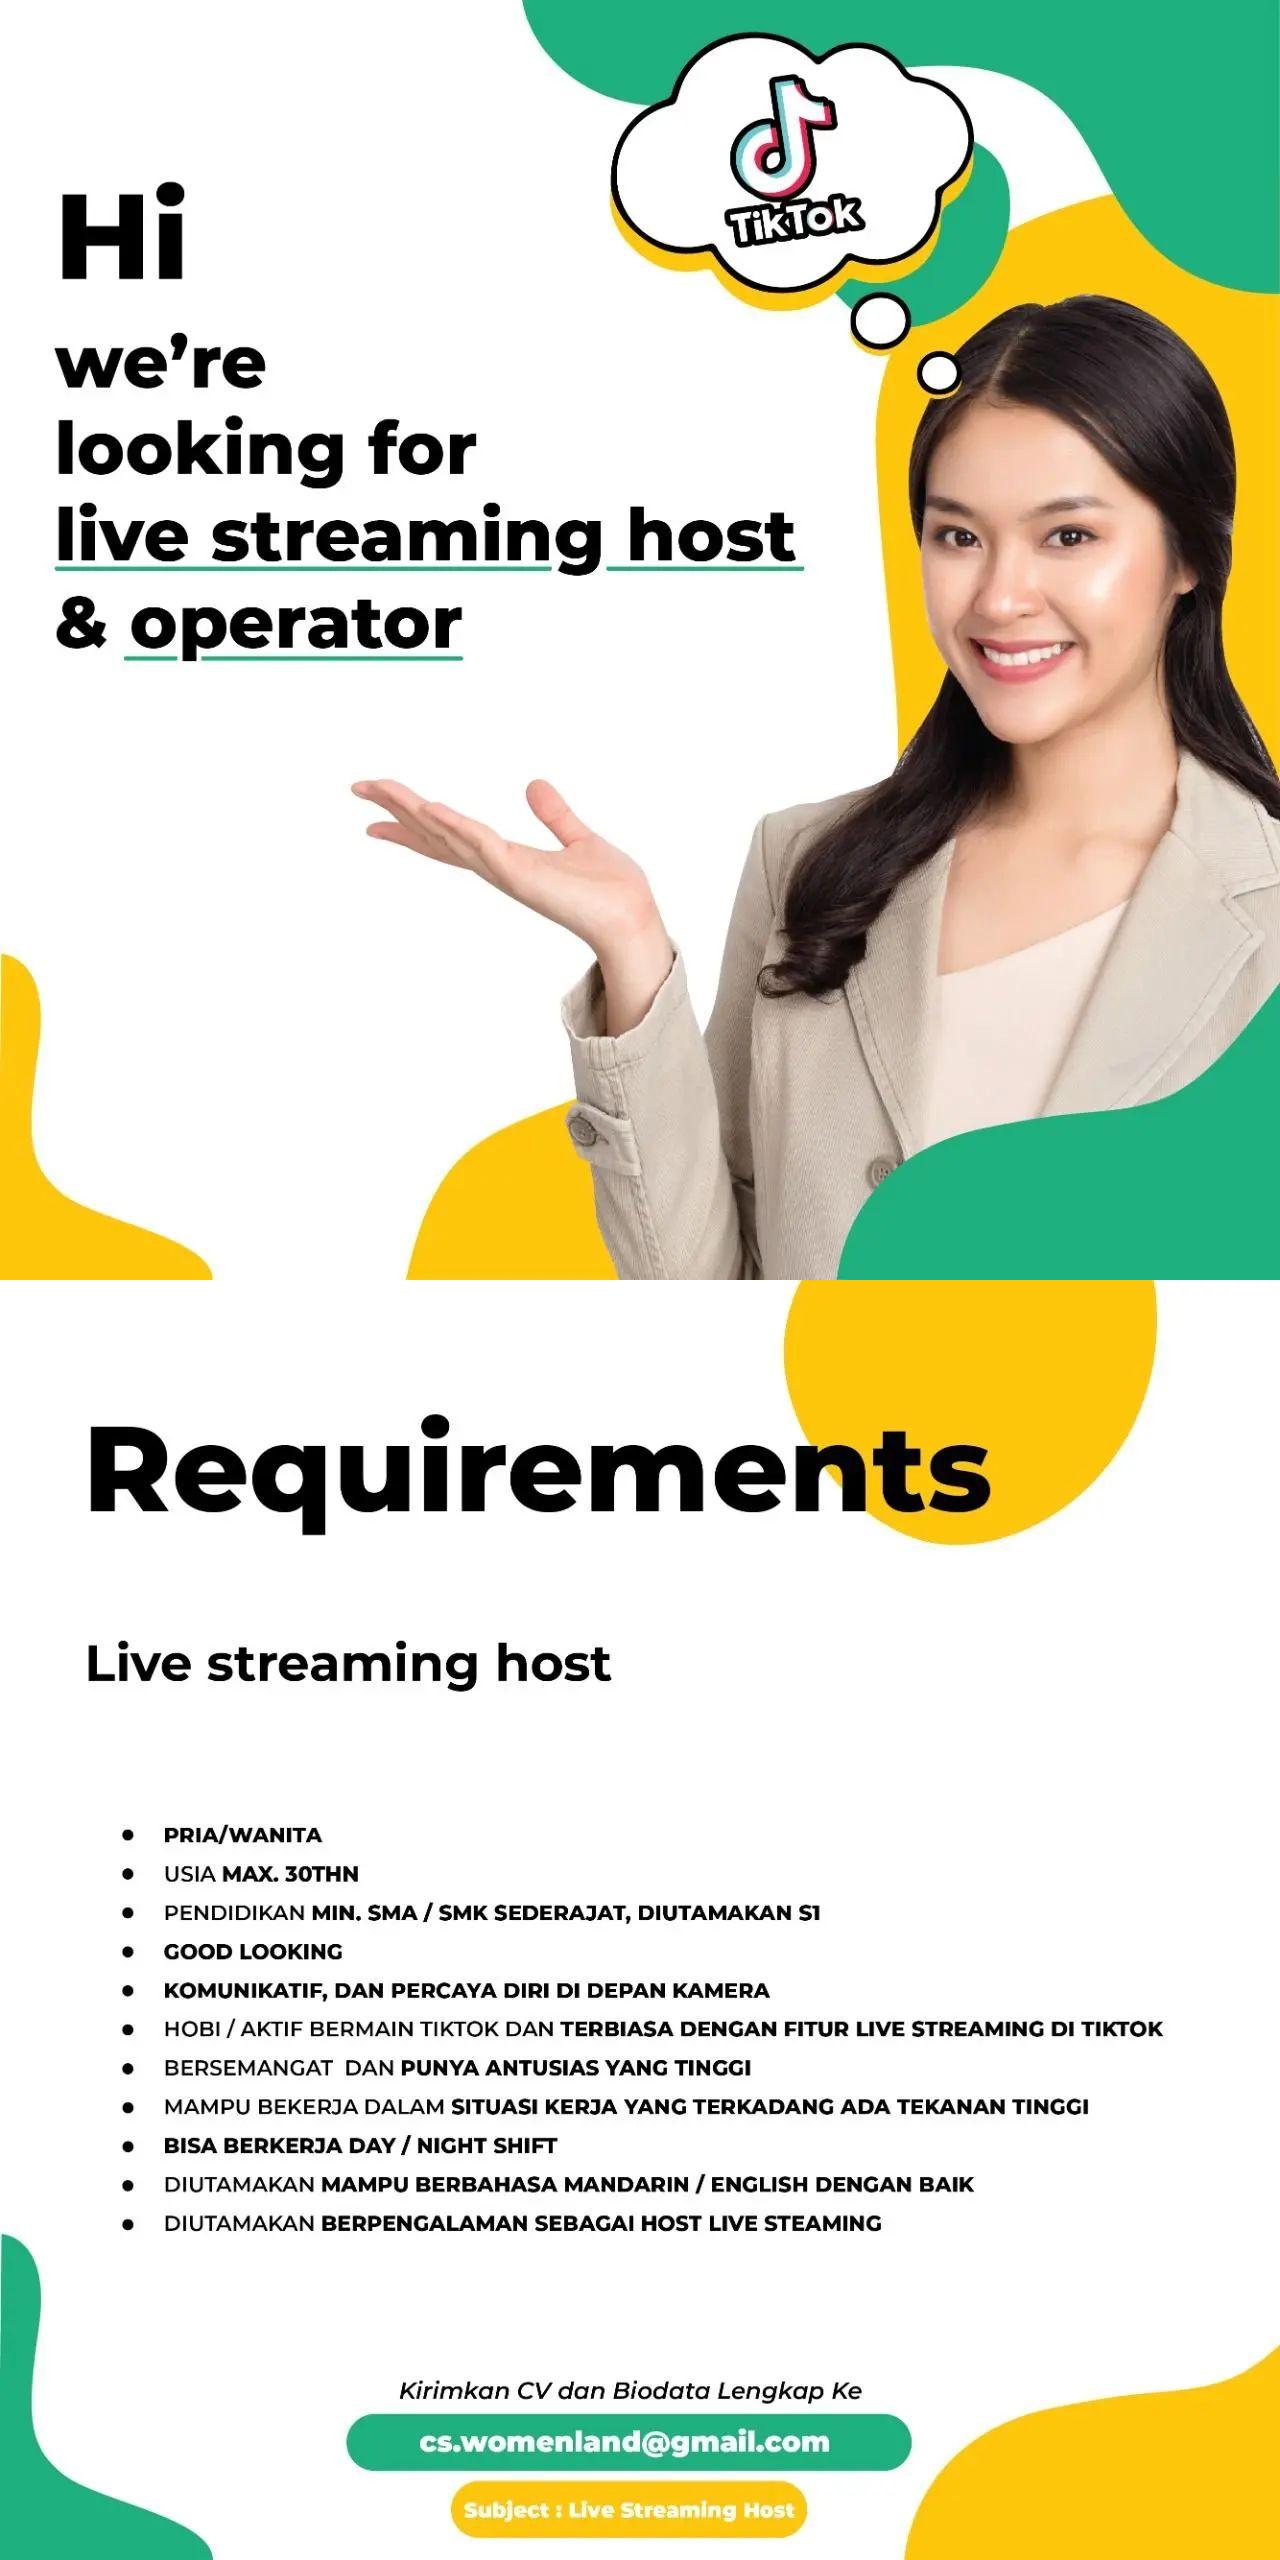 TikTok
Hi
we're
looking for
live streaming host
& operator
Requirements
Live streaming host
● PRIA/WANITA
● USIA MAX. 30THN
● PENDIDIKAN MIN. SMA / SMK SEDERAJAT, DIUTAMAKAN S1
● GOOD LOOKING
● KOMUNIKATIF, DAN PERCAYA DIRI DI DEPAN KAMERA
● HOBI / AKTIF BERMAIN TIKTOK DAN TERBIASA DENGAN FITUR LIVE STREAMING DI TIKTOK
● BERSEMANGAT DAN PUNYA ANTUSIAS YANG TINGGI
● MAMPU BEKERJA DALAM SITUASI KERJA YANG TERKADANG ADA TEKANAN TINGGI
● BISA BERKERJA DAY / NIGHT SHIFT
● DIUTAMAKAN MAMPU BERBAHASA MANDARIN / ENGLISH DENGAN BAIK
● DIUTAMAKAN BERPENGALAMAN SEBAGAI HOST LIVE STEAMING
Kirimkan CV dan Biodata Lengkap Ke
cs.womenland@gmail.com
Subject : Live Streaming Host